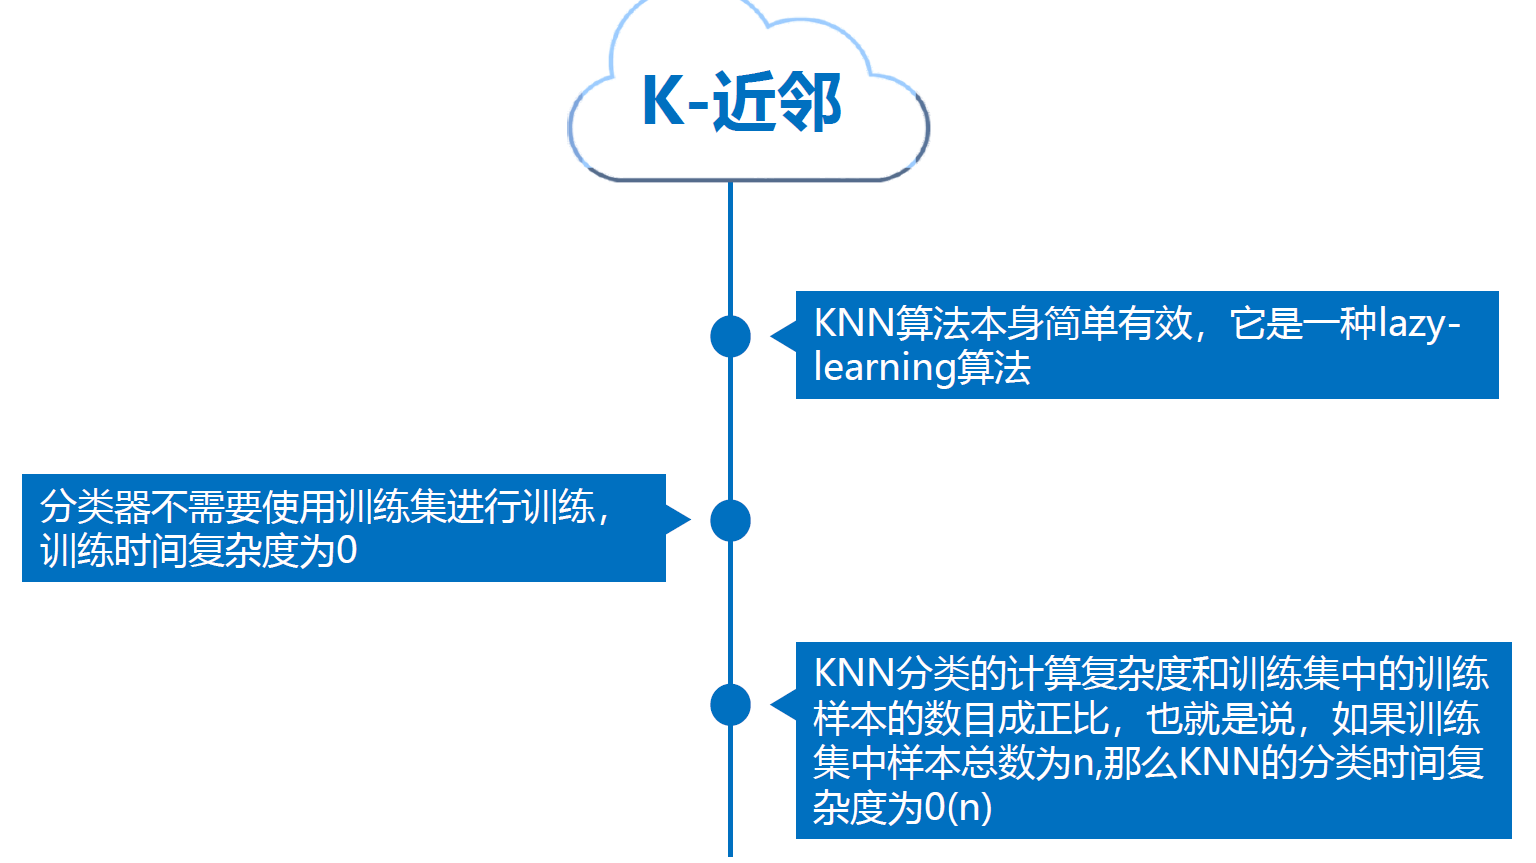 K-近邻
KNN算法本身简单有效，它是一种lazy-
learning算法
分类器不需要使用训练集进行训练，
训练时间复杂度为0
KNN分类的计算复杂度和训练集中的训练
样本的数目成正比，也就是说，如果训练
集中样本总数为n,那么KNN的分类时间复
杂度为0(n)